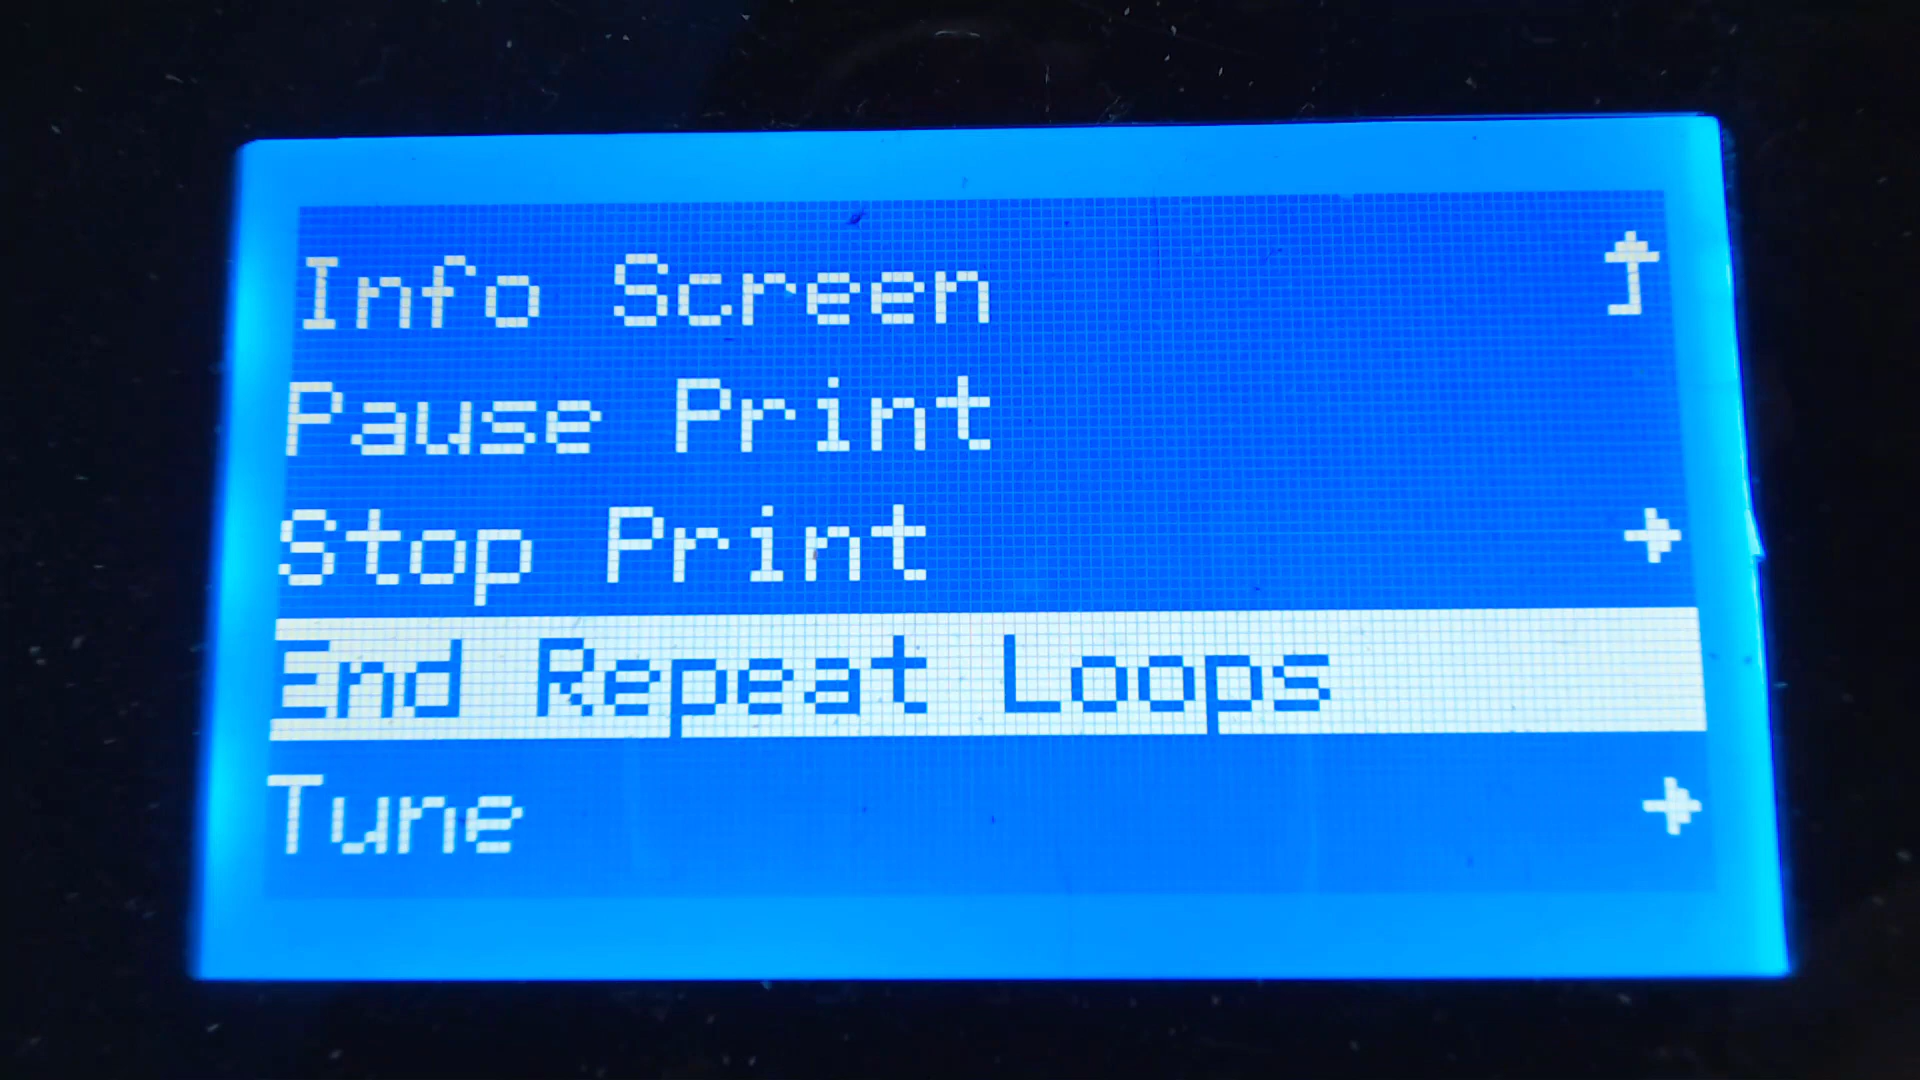 Info Screen
Pause Print
Stop Print
End Repeat Loops
Tune